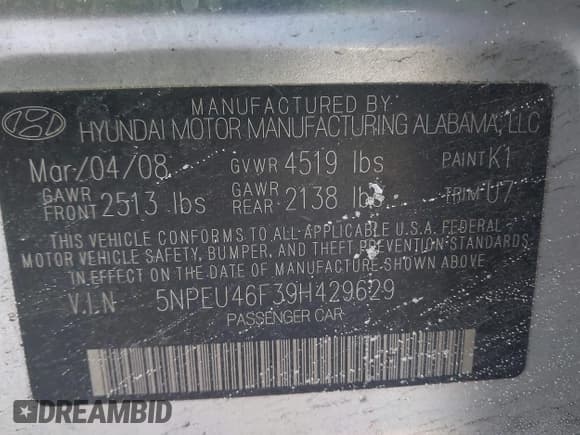 MANUFACTURED BY
HYUNDAI MOTOR MANUFACTURING ALABAMA, LLC
Mar/04/08 GVWR 4519 lbs PAINT K1
GAWR FRONT 2513 lbs GAWR REAR 2138 lbs TRIM U7
THIS VEHICLE CONFORMS TO ALL APPLICABLE U.S.A. FEDERAL
MOTOR VEHICLE SAFETY, BUMPER, AND THEFT PREVENTION STANDARDS
IN EFFECT ON THE DATE OF MANUFACTURE SHOWN ABOVE.
V.I.N 5NPEU46F39H429629
PASSENGER CAR
DREAMBID